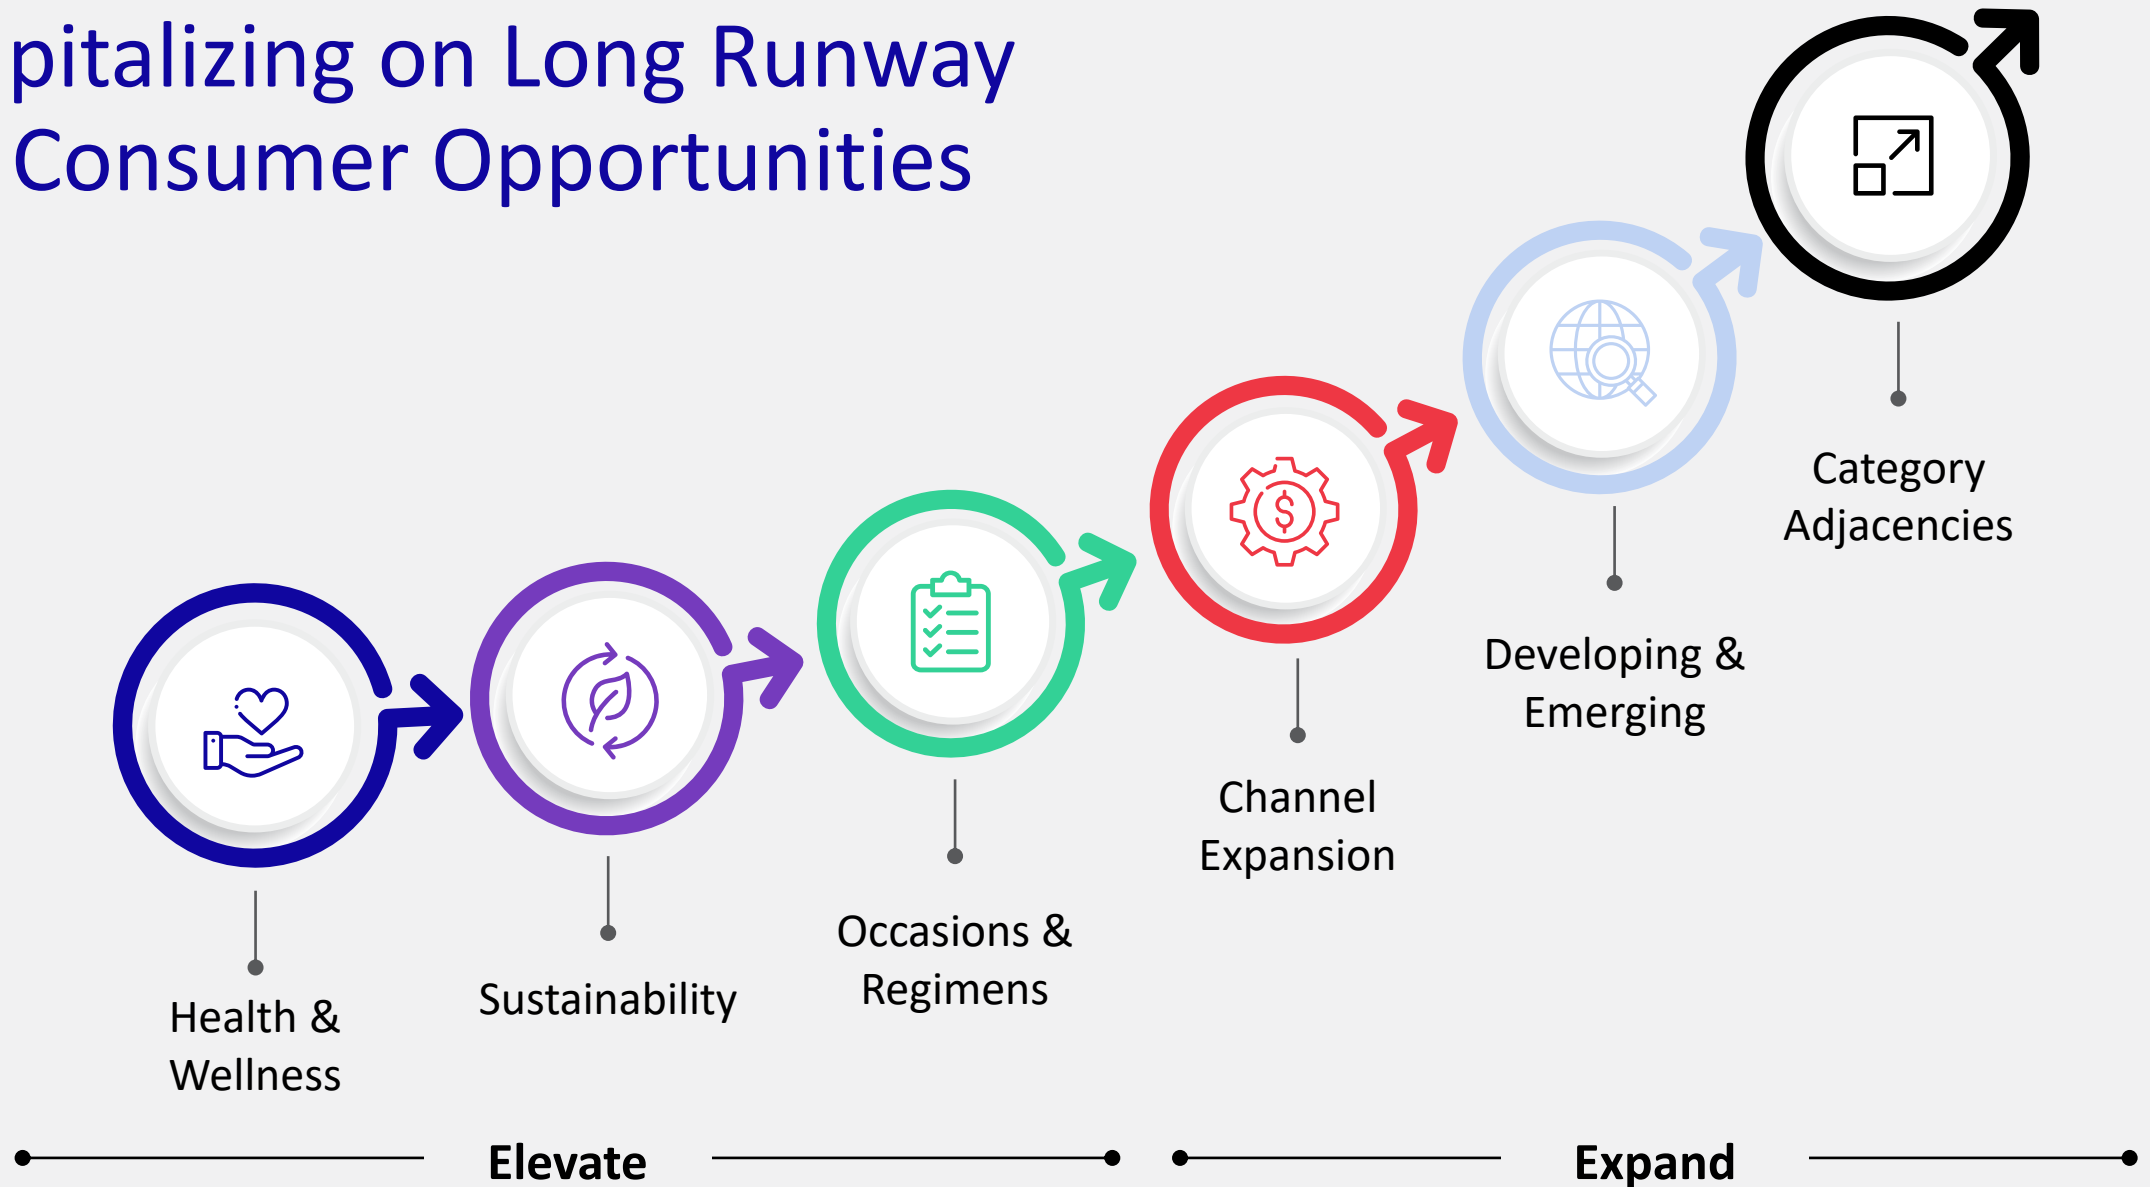 pitalizing on Long Runway
Consumer Opportunities
Health &
Wellness
Sustainability
Occasions &
Regimens
Channel
Expansion
Developing &
Emerging
Category
Adjacencies
Elevate
Expand